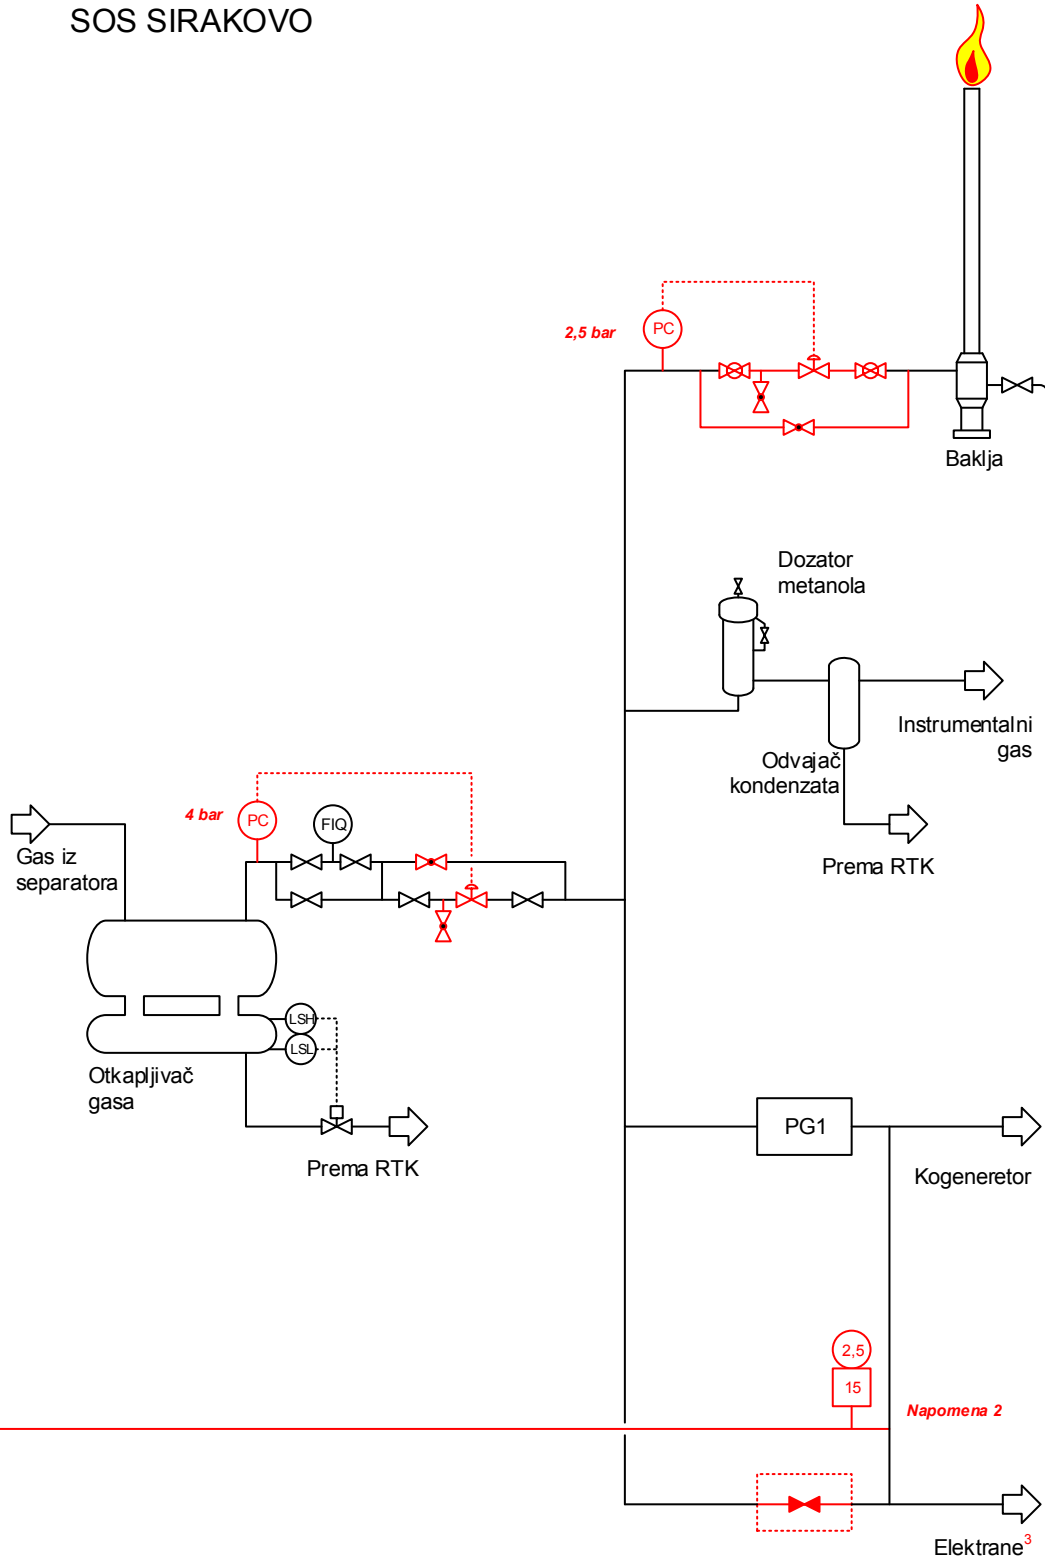 SOS SIRAKOVO
2,5 bar
PC
Baklja
Dozator
metanola
Instrumentalni
gas
Odvajač
kondenzata
Prema RTK
4 bar
PC
FIQ
Gas iz
separatora
LSH
LSL
Otkapljivač
gasa
Prema RTK
PG1
Kogeneretor
2,5
15
Napomena 2
Elektrane³